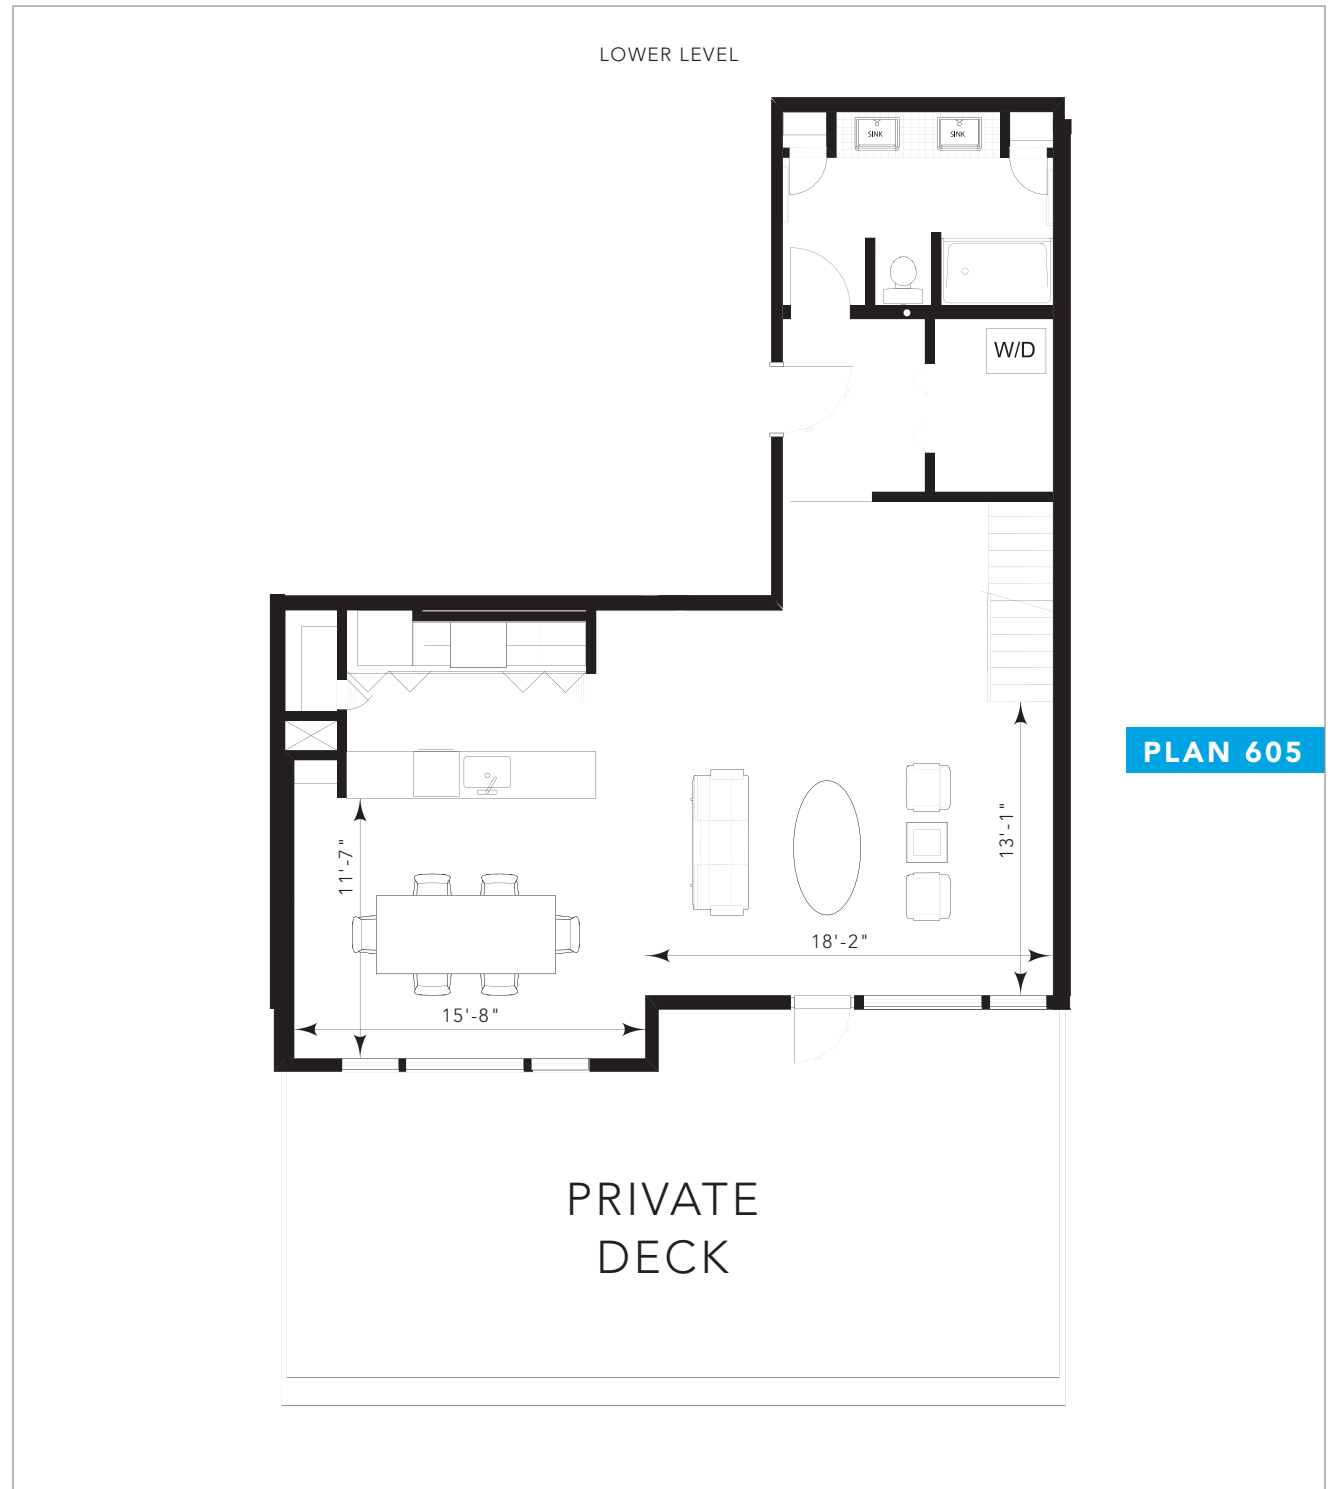 LOWER LEVEL
SINK
SINK
W/D
PLAN 605
13'-1"
11'-7"
18'-2"
15'-8"
PRIVATE
DECK